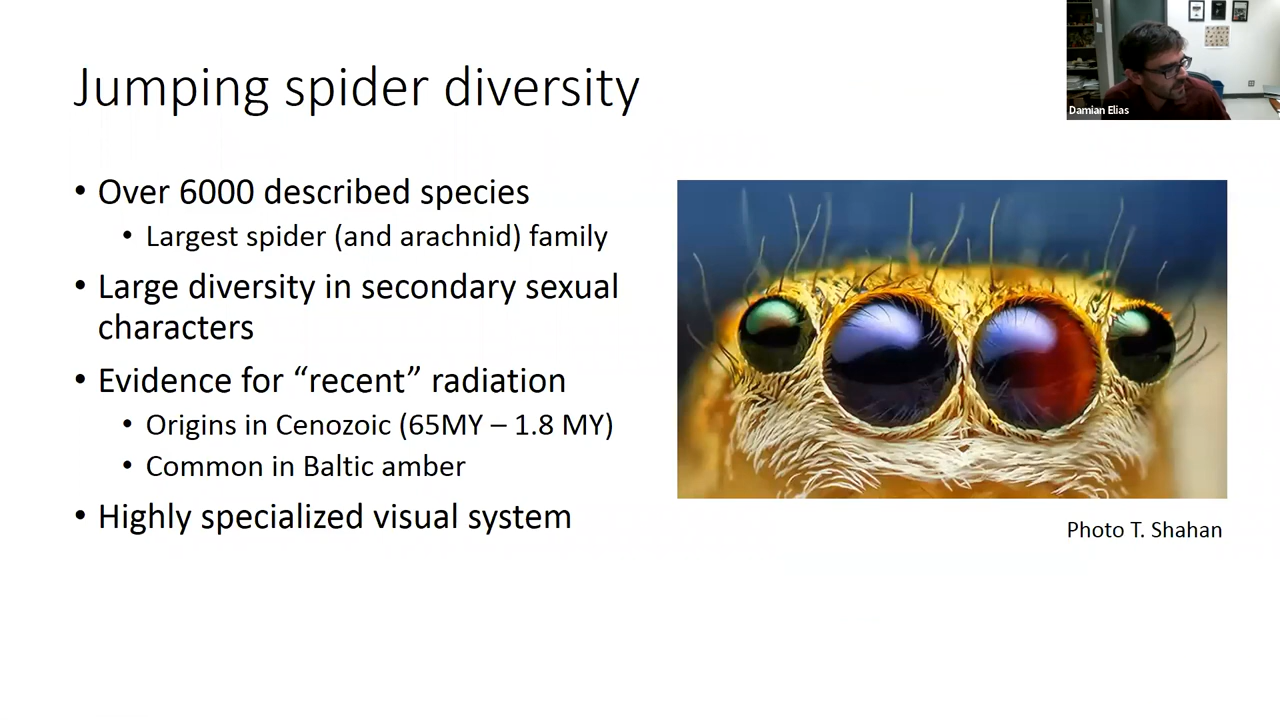 Jumping spider diversity
Damian Elias
• Over 6000 described species
• Largest spider (and arachnid) family
• Large diversity in secondary sexual
characters
• Evidence for “recent” radiation
• Origins in Cenozoic (65MY – 1.8 MY)
• Common in Baltic amber
• Highly specialized visual system
Photo T. Shahan